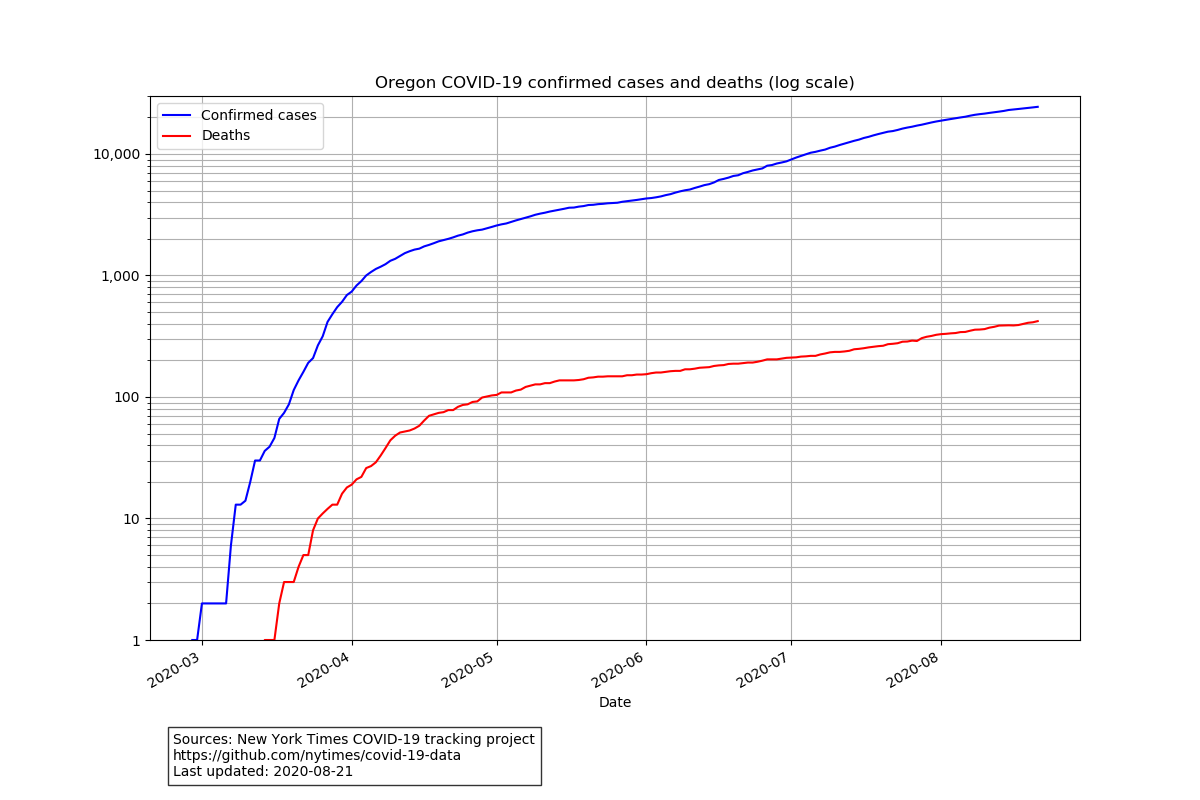 Oregon COVID-19 confirmed cases and deaths (log scale)
Confirmed cases
Deaths
10,000
1,000
100
10
1
2020-03
2020-04
2020-05
2020-06
2020-07
2020-08
Date
Sources: New York Times COVID-19 tracking project
https://github.com/nytimes/covid-19-data
Last updated: 2020-08-21